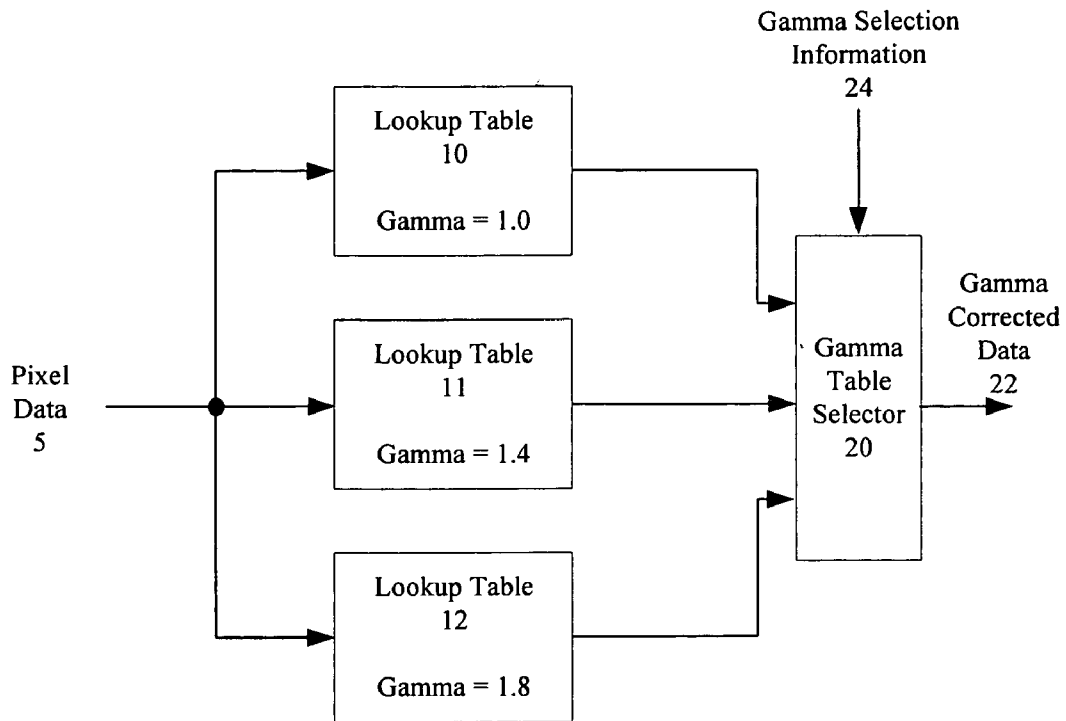 Gamma Selection
Information
24
Lookup Table
10
Gamma = 1.0
Pixel
Data
5
Lookup Table
11
Gamma = 1.4
Gamma
Table
Selector
20
Gamma
Corrected
Data
22
Lookup Table
12
Gamma = 1.8